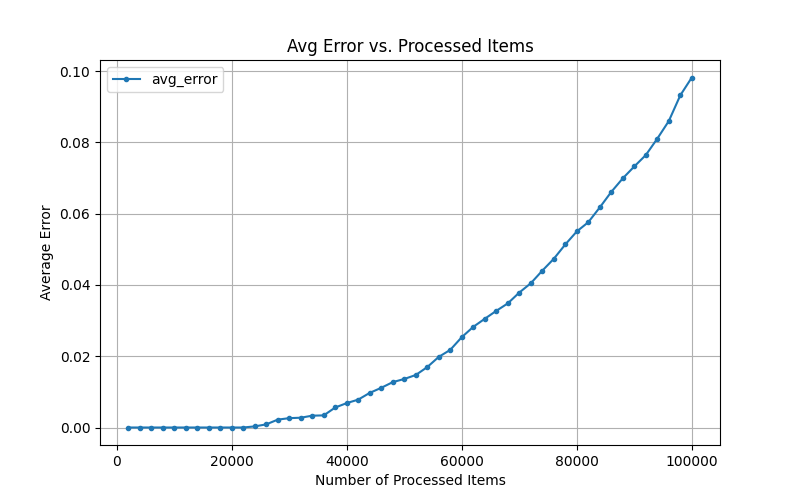 Avg Error vs. Processed Items
avg_error
Average Error
0.10
0.08
0.06
0.04
0.02
0.00
0 20000 40000 60000 80000 100000
Number of Processed Items